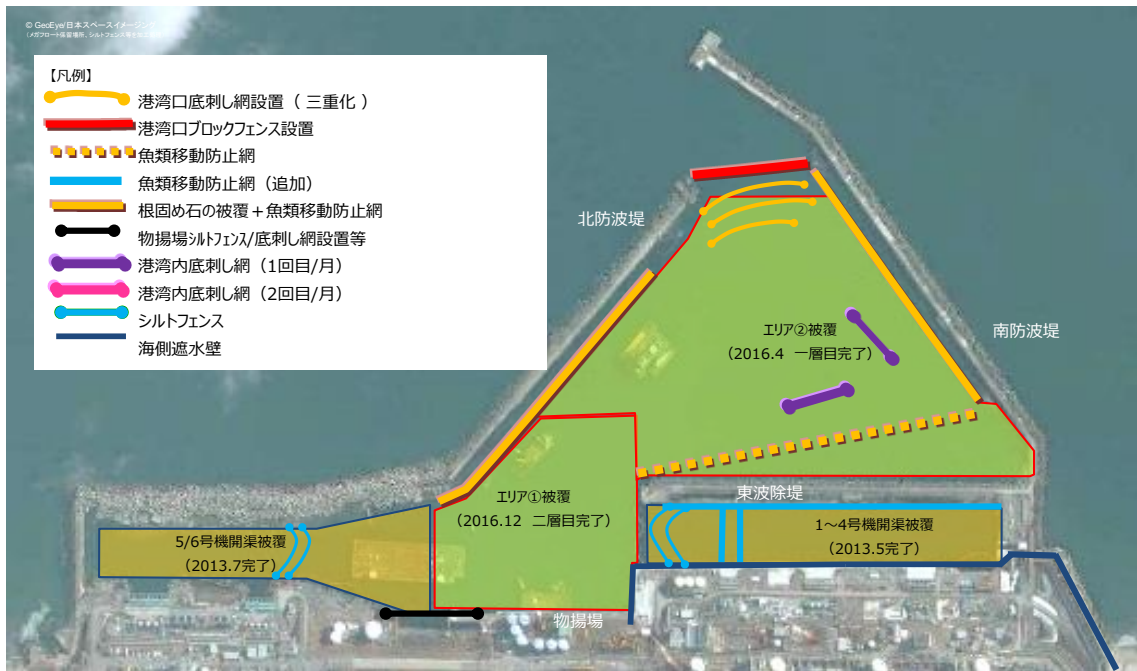 © GeoEye/日本スペースイメージング
【凡例】
港湾口底刺し網設置（ 三重化 ）
港湾口ブロックフェンス設置
魚類移動防止網
魚類移動防止網（追加）
根固め石の被覆+魚類移動防止網
物揚場シルトフェンス/底刺し網設置等
港湾内底刺し網（1回目/月）
港湾内底刺し網（2回目/月）
シルトフェンス
海側遮水壁
北防波堤
南防波堤
エリア②被覆
（2016.4 一層目完了）
エリア①被覆
（2016.12 二層目完了）
東波除堤
1～4号機開渠被覆
（2013.5完了）
5/6号機開渠被覆
（2013.7完了）
物揚場